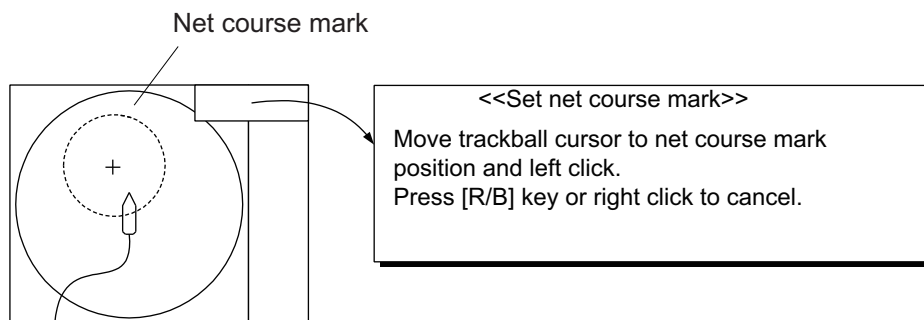 Net course mark
<<Set net course mark>>
Move trackball cursor to net course mark
position and left click.
Press [R/B] key or right click to cancel.